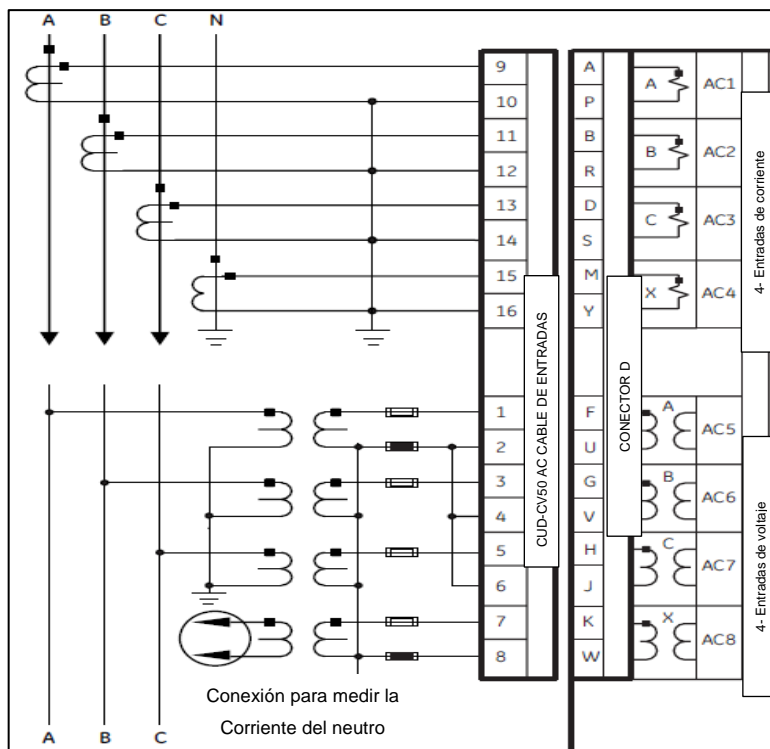 A B C N
9 A A AC1
10 P
11 B B AC2
12 R
13 D C AC3
14 S
15 M X AC4
16 Y
4- Entradas de corriente
CUD-CV50 AC CABLE DE ENTRADAS
CONECTOR D
1 F A AC5
2 U
3 G B AC6
4 V
5 H C AC7
6 J
7 K X AC8
8 W
4- Entradas de voltaje
Conexión para medir la
Corriente del neutro
A B C